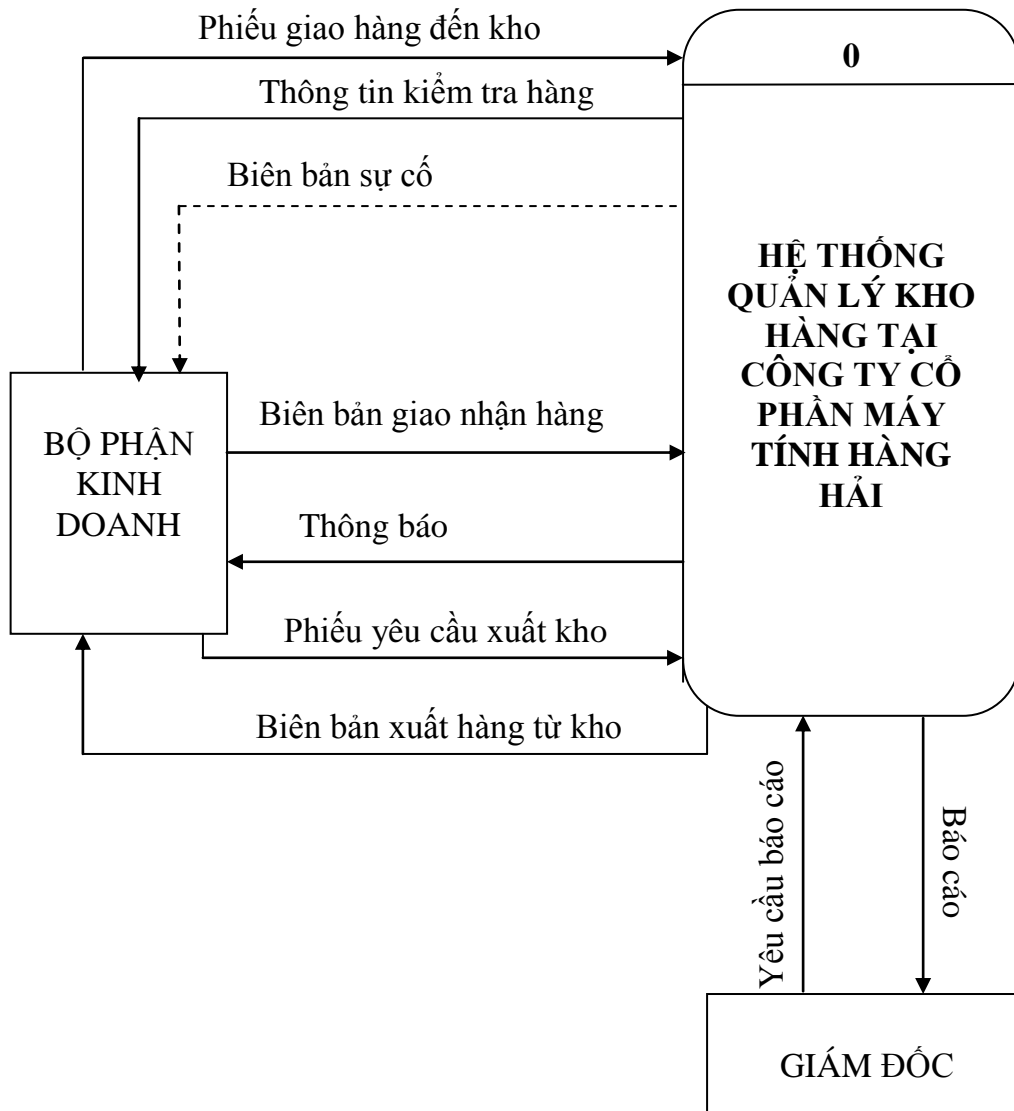 Phiếu giao hàng đến kho
0
Thông tin kiểm tra hàng
Biên bản sự cố
HỆ THỐNG
QUẢN LÝ KHO
HÀNG TẠI
CÔNG TY CỔ
PHẦN MÁY
TÍNH HÀNG
HẢI
BỘ PHẬN
KINH
DOANH
Biên bản giao nhận hàng
Thông báo
Phiếu yêu cầu xuất kho
Biên bản xuất hàng từ kho
Yêu cầu báo cáo
Báo cáo
GIÁM ĐỐC